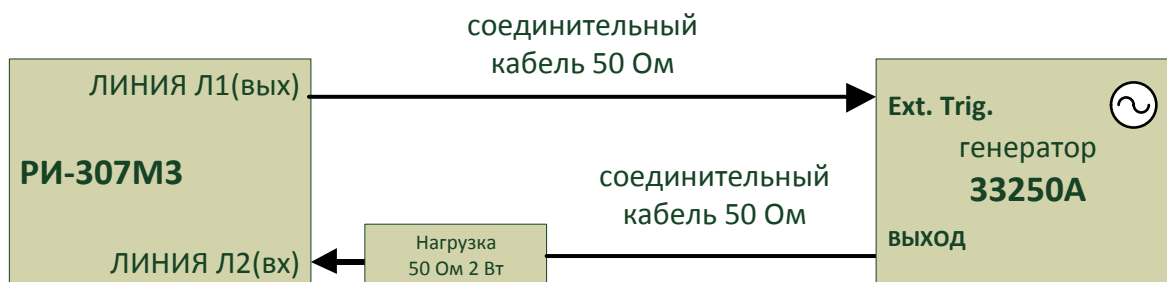 соединительный
кабель 50 Ом
ЛИНИЯ Л1(вых)
Ext. Trig.
генератор
33250A
РИ-307М3
соединительный
кабель 50 Ом
выход
Нагрузка
50 Ом 2 Вт
ЛИНИЯ Л2(вх)